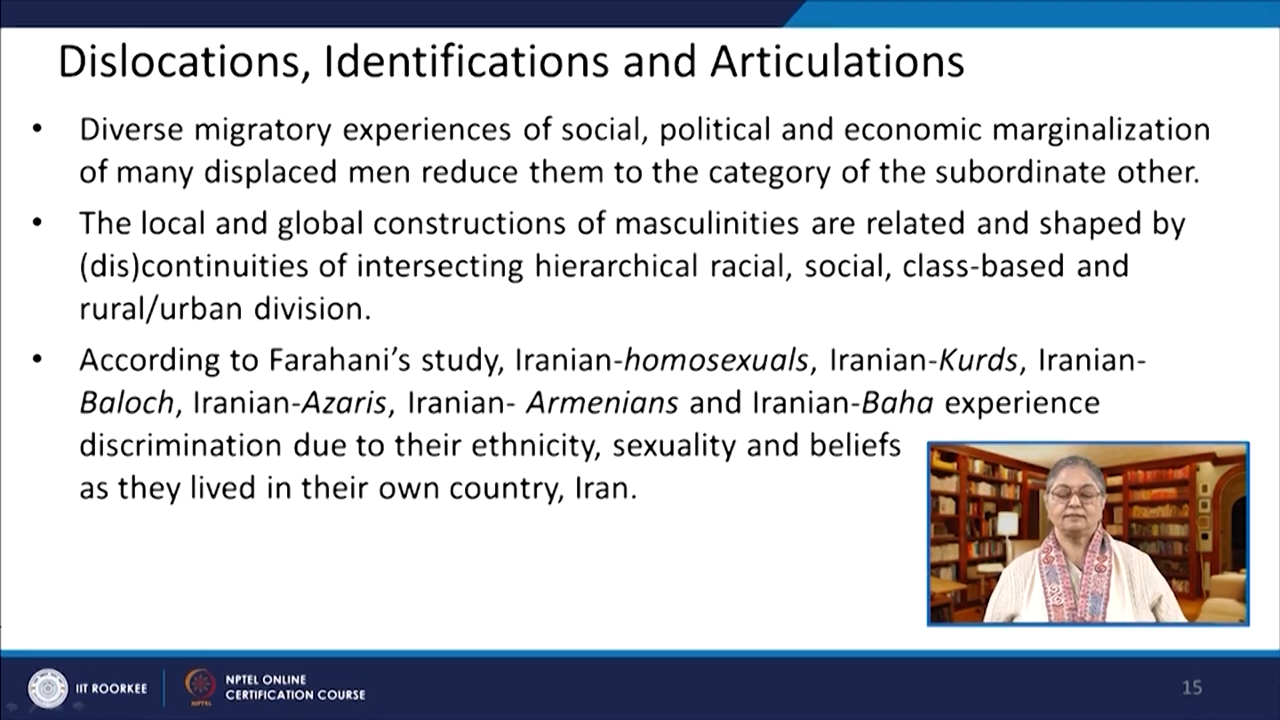 Dislocations, Identifications and Articulations
• Diverse migratory experiences of social, political and economic marginalization
of many displaced men reduce them to the category of the subordinate other.
• The local and global constructions of masculinities are related and shaped by
(dis)continuities of intersecting hierarchical racial, social, class-based and
rural/urban division.
• According to Farahani’s study, Iranian-homosexuals, Iranian-Kurds, Iranian-
Baloch, Iranian-Azaris, Iranian- Armenians and Iranian-Baha experience
discrimination due to their ethnicity, sexuality and beliefs
as they lived in their own country, Iran.
IIT ROORKEE
NPTEL
NPTEL ONLINE
CERTIFICATION COURSE
15